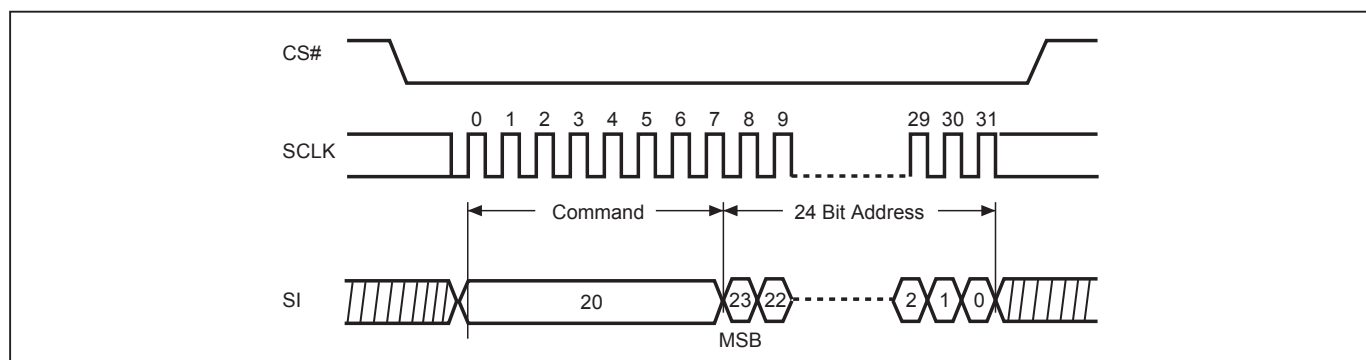 CS#
0 1 2 3 4 5 6 7 8 9 29 30 31
SCLK
Command 24 Bit Address
SI 20 23 22 2 1 0
MSB